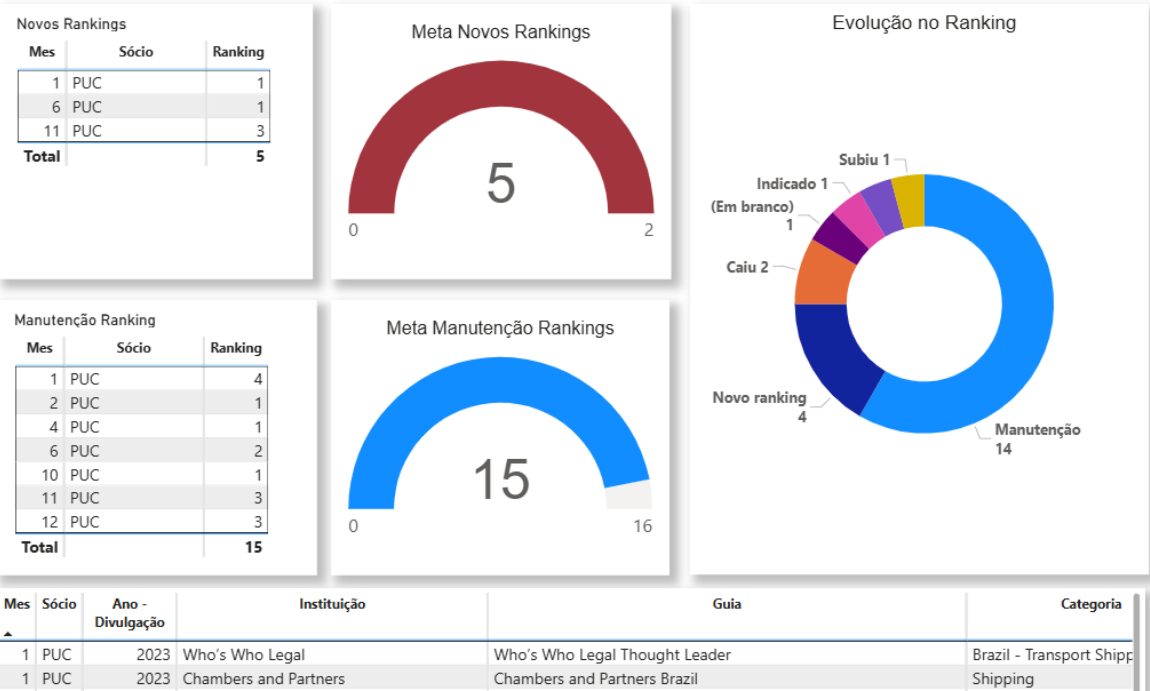 Novos Rankings
Mes Sócio Ranking
1 PUC 1
6 PUC 1
11 PUC 3
Total 5
Meta Novos Rankings
5
0 2
Manutenção Ranking
Mes Sócio Ranking
1 PUC 4
2 PUC 1
4 PUC 1
6 PUC 2
10 PUC 1
11 PUC 3
12 PUC 3
Total 15
Meta Manutenção Rankings
15
0 16
Evolução no Ranking
Subiu 1
Indicado 1
(Em branco)
1
Caiu 2
Novo ranking
4
Manutenção
14
Mes Sócio Ano - Instituição Guia Categoria
Divulgação
1 PUC 2023 Who's Who Legal Who's Who Legal Thought Leader Brazil - Transport Shipp
1 PUC 2023 Chambers and Partners Chambers and Partners Brazil Shipping